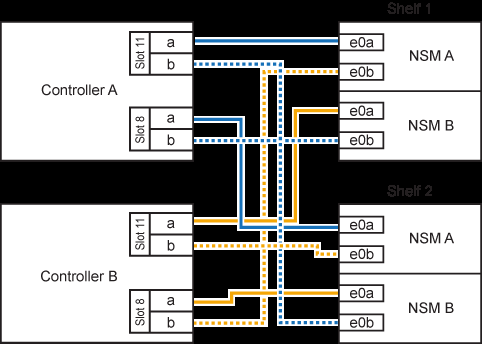 Shelf 1
Controller A
Slot 11
a
b
Slot 8
a
b
e0a
e0b
NSM A
e0a
e0b
NSM B
Shelf 2
Controller B
Slot 11
a
b
Slot 8
a
b
e0a
e0b
NSM A
e0a
e0b
NSM B